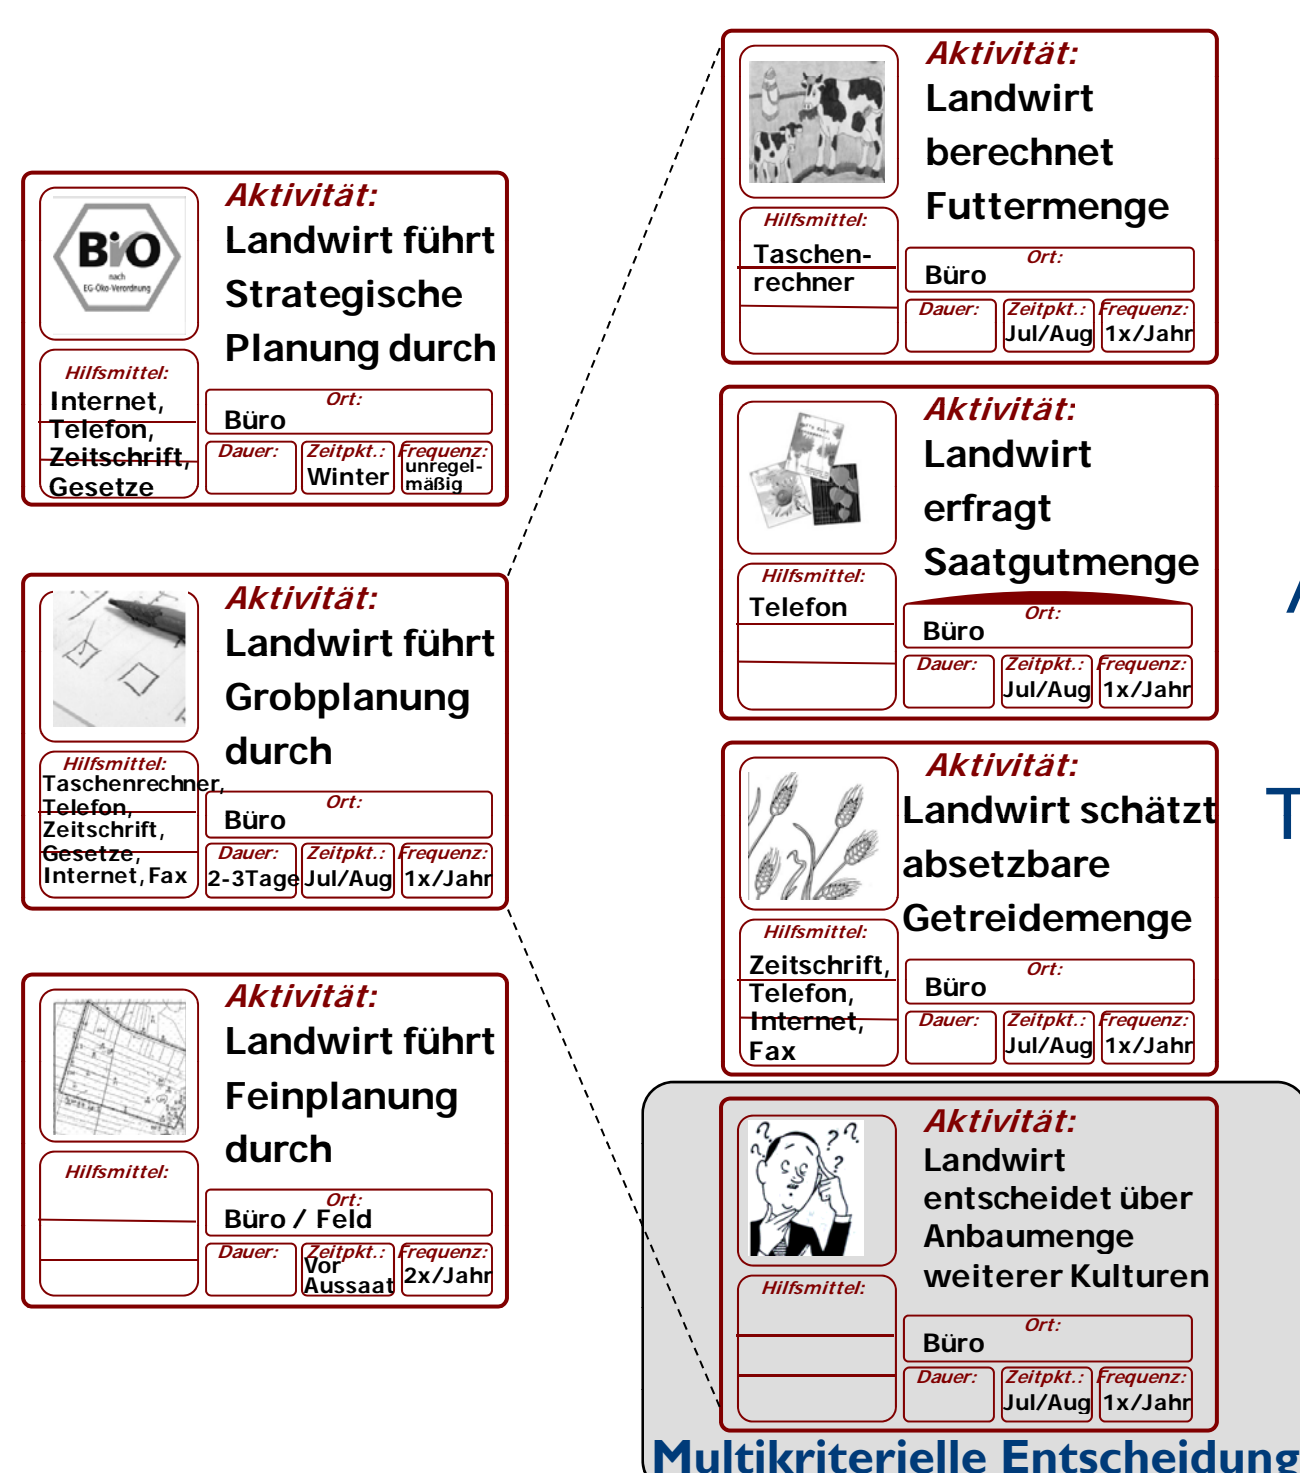 Aktivität:
Landwirt führt
Strategische
Planung durch
BiO
nach
EG-Öko-Verordnung
Hilfsmittel:
Internet,
Telefon,
Zeitschrift,
Gesetze
Ort:
Büro
Dauer:
Zeitpkt.:
Winter
Frequenz:
unregel-
mäßig
Aktivität:
Landwirt führt
Grobplanung
durch
Hilfsmittel:
Taschenrechner,
Telefon,
Zeitschrift,
Gesetze,
Internet, Fax
Ort:
Büro
Dauer:
2-3Tage
Zeitpkt.:
Jul/Aug
Frequenz:
1x/Jahr
Aktivität:
Landwirt führt
Feinplanung
durch
Hilfsmittel:
Ort:
Büro / Feld
Dauer:
Zeitpkt.:
Vor
Aussaat
Frequenz:
2x/Jahr
Aktivität:
Landwirt
berechnet
Futtermenge
Hilfsmittel:
Taschen-
rechner
Ort:
Büro
Dauer:
Zeitpkt.:
Jul/Aug
Frequenz:
1x/Jahr
Aktivität:
Landwirt
erfragt
Saatgutmenge
Hilfsmittel:
Telefon
Ort:
Büro
Dauer:
Zeitpkt.:
Jul/Aug
Frequenz:
1x/Jahr
Aktivität:
Landwirt schätzt
absetzbare
Getreidemenge
Hilfsmittel:
Zeitschrift,
Telefon,
Internet,
Fax
Ort:
Büro
Dauer:
Zeitpkt.:
Jul/Aug
Frequenz:
1x/Jahr
Aktivität:
Landwirt
entscheidet über
Anbaumenge
weiterer Kulturen
Hilfsmittel:
Ort:
Büro
Dauer:
Zeitpkt.:
Jul/Aug
Frequenz:
1x/Jahr
Multikriterielle Entscheidung
T